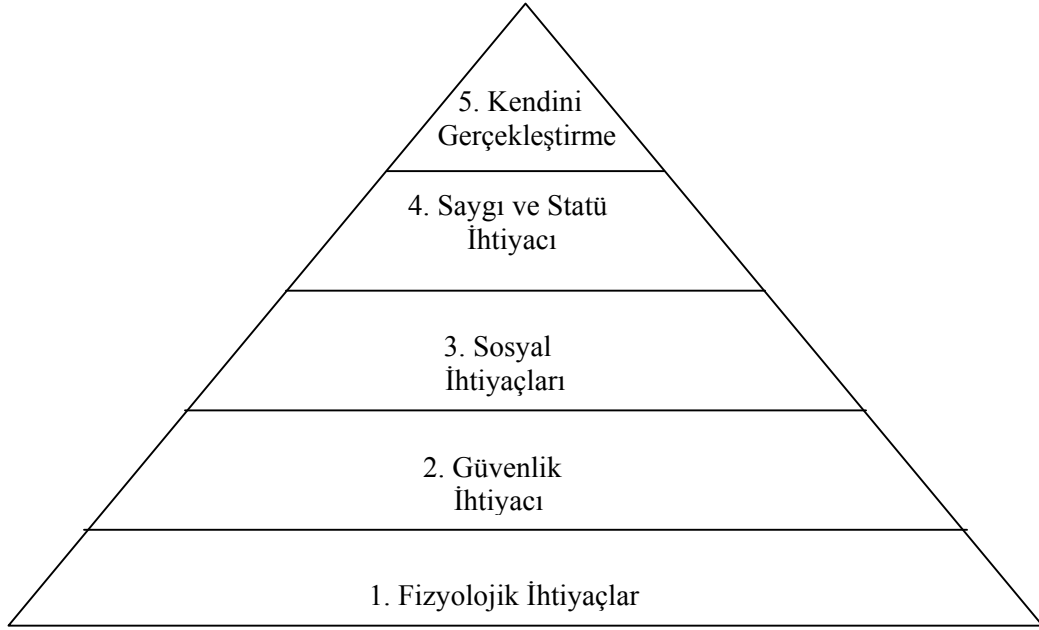 5. Kendini
Gerçekleştirme
4. Saygı ve Statü
İhtiyacı
3. Sosyal
İhtiyaçları
2. Güvenlik
İhtiyacı
1. Fizyolojik İhtiyaçlar